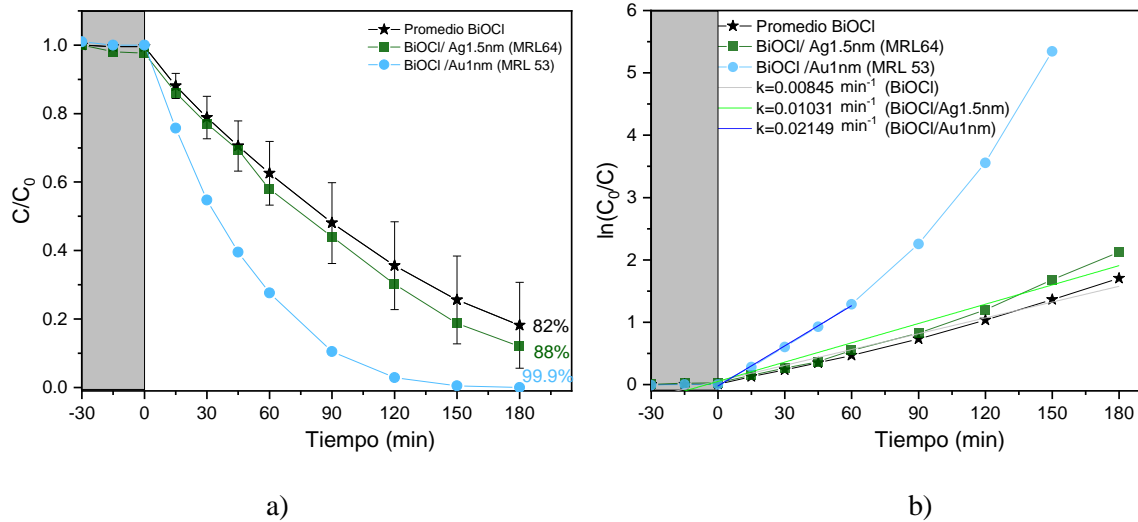 Promedio BiOCl
BiOCl/ Ag1.5nm (MRL64)
BiOCl /Au1nm (MRL 53)
1.0
0.8
0.6
0.4
0.2
0.0
C/C0
82%
88%
99.9%
-30 0 30 60 90 120 150 180
Tiempo (min)
a)
Promedio BiOCl
BiOCl/ Ag1.5nm (MRL64)
BiOCl /Au1nm (MRL 53)
k=0.00845 min-1 (BiOCl)
k=0.01031 min-1 (BiOCl/Ag1.5nm)
k=0.02149 min-1 (BiOCl/Au1nm)
6
5
4
3
2
1
0
ln(C0/C)
-30 0 30 60 90 120 150 180
Tiempo (min)
b)